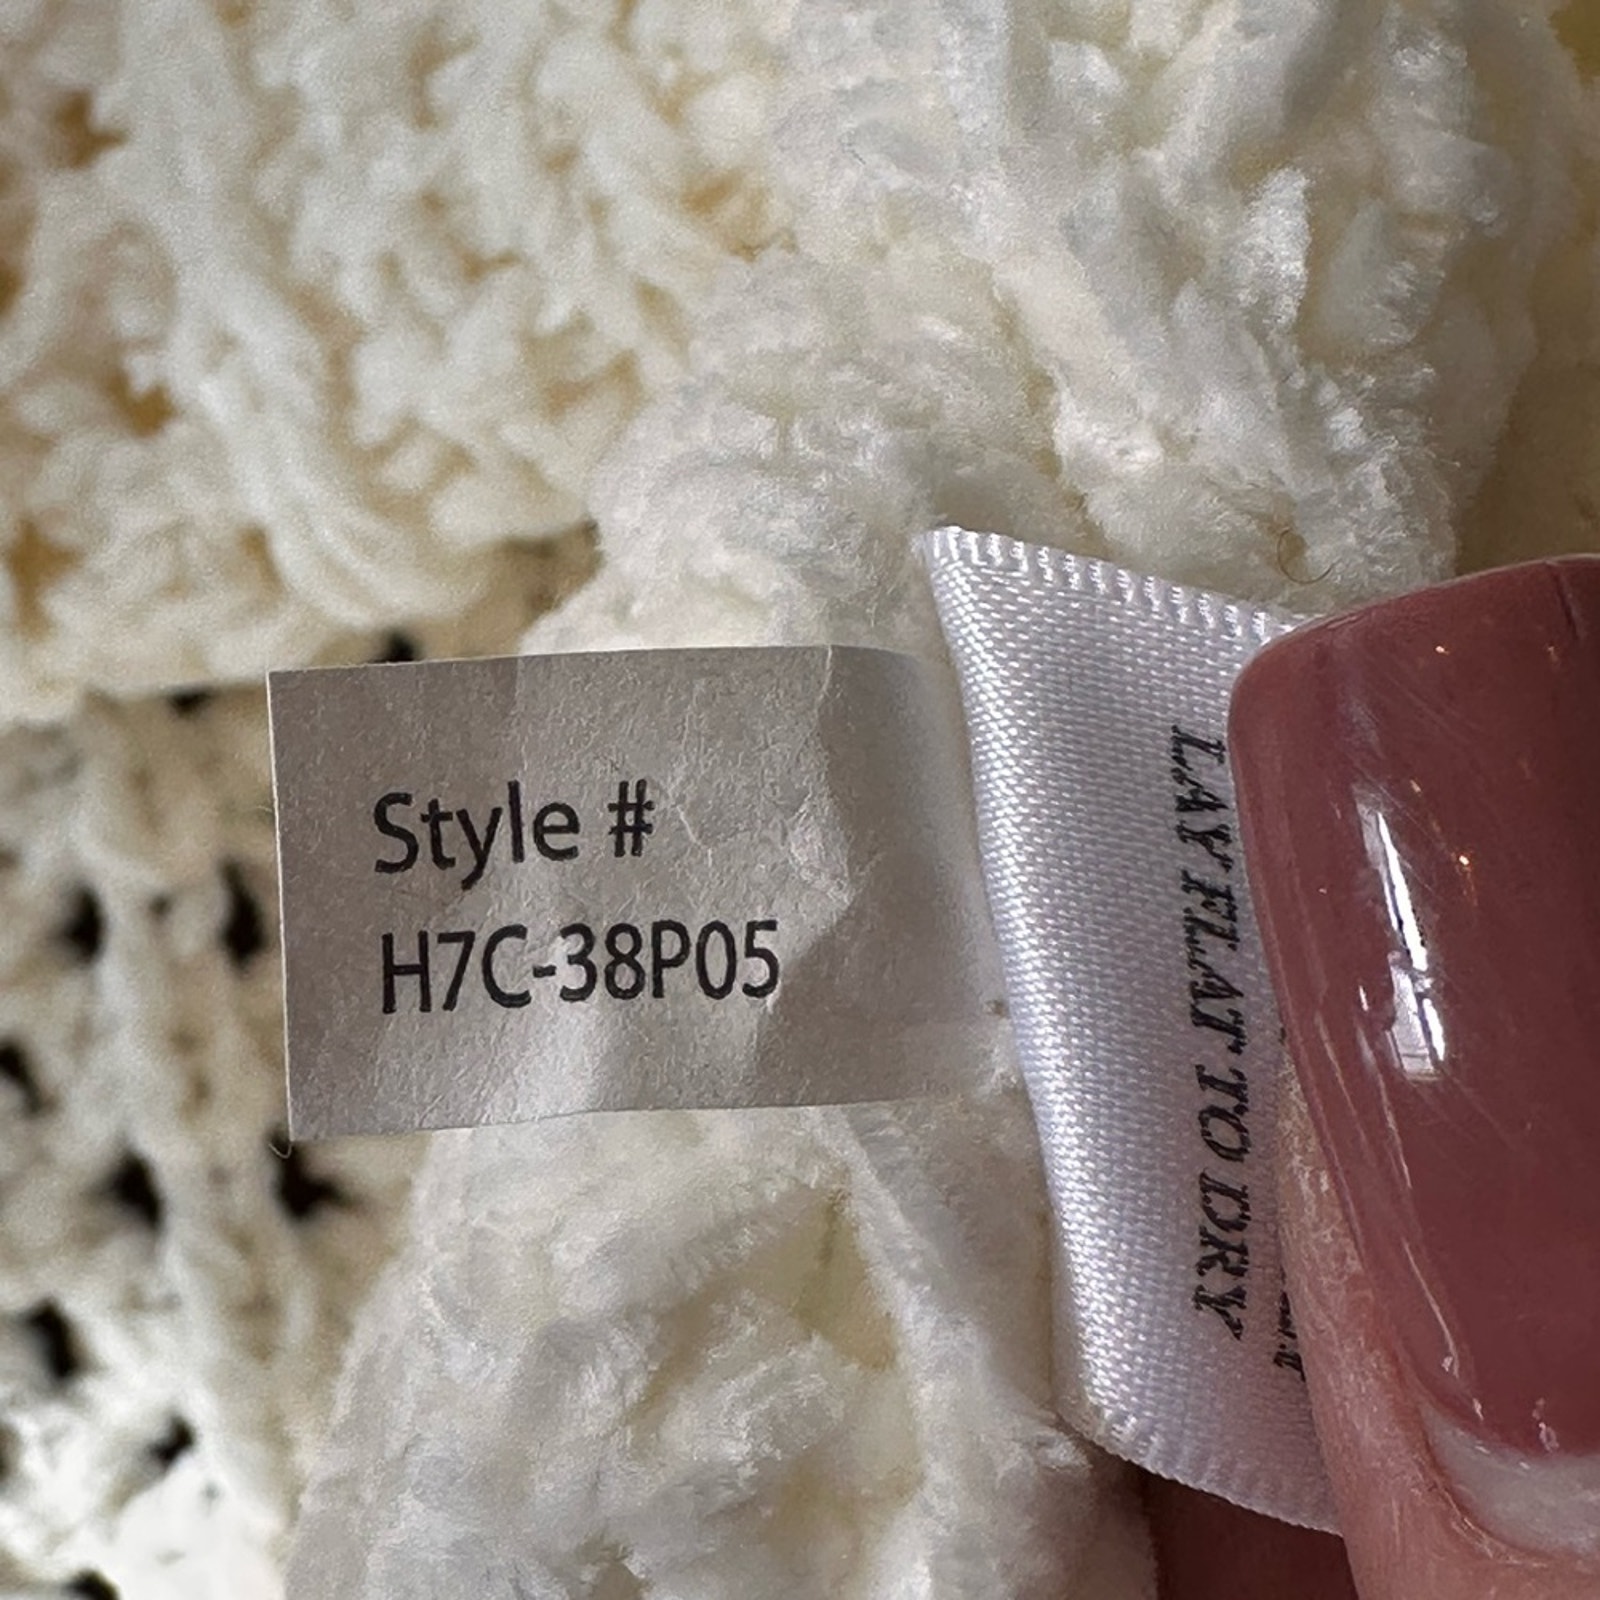 Style #
H7C-38P05
LAY FLAT TO DRY